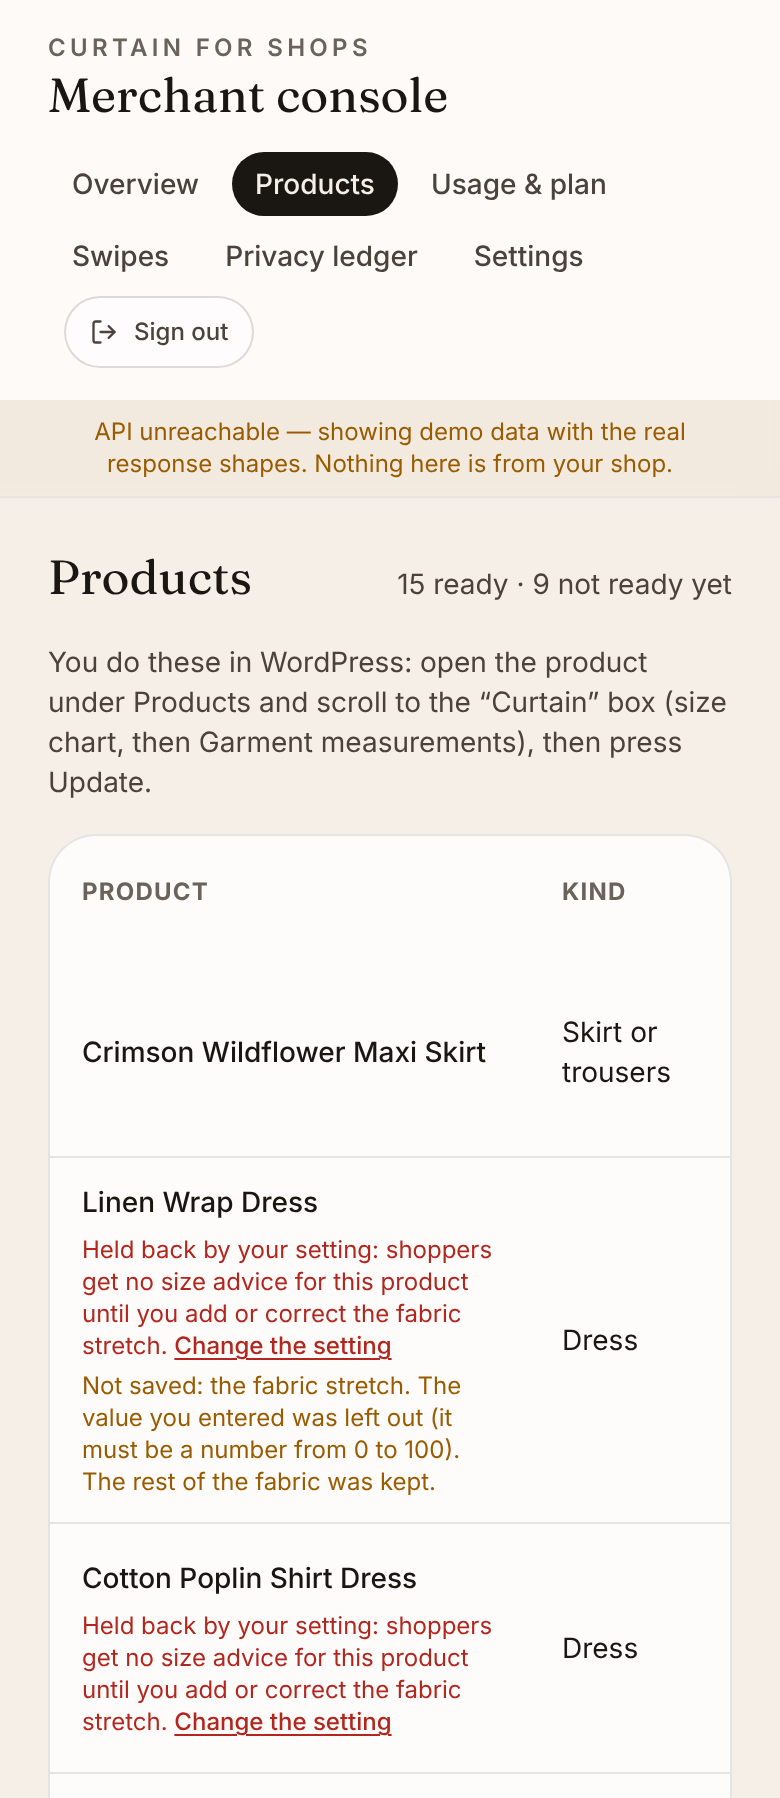 CURTAIN FOR SHOPS
Merchant console
Overview Products Usage & plan
Swipes Privacy ledger Settings
Sign out
API unreachable — showing demo data with the real
response shapes. Nothing here is from your shop.
Products 15 ready · 9 not ready yet
You do these in WordPress: open the product
under Products and scroll to the “Curtain” box (size
chart, then Garment measurements), then press
Update.
PRODUCT KIND
Crimson Wildflower Maxi Skirt
Skirt or
trousers
Linen Wrap Dress
Held back by your setting: shoppers
get no size advice for this product
until you add or correct the fabric
stretch. Change the setting
Not saved: the fabric stretch. The
value you entered was left out (it
must be a number from 0 to 100).
The rest of the fabric was kept.
Dress
Cotton Poplin Shirt Dress
Held back by your setting: shoppers
get no size advice for this product
until you add or correct the fabric
stretch. Change the setting
Dress